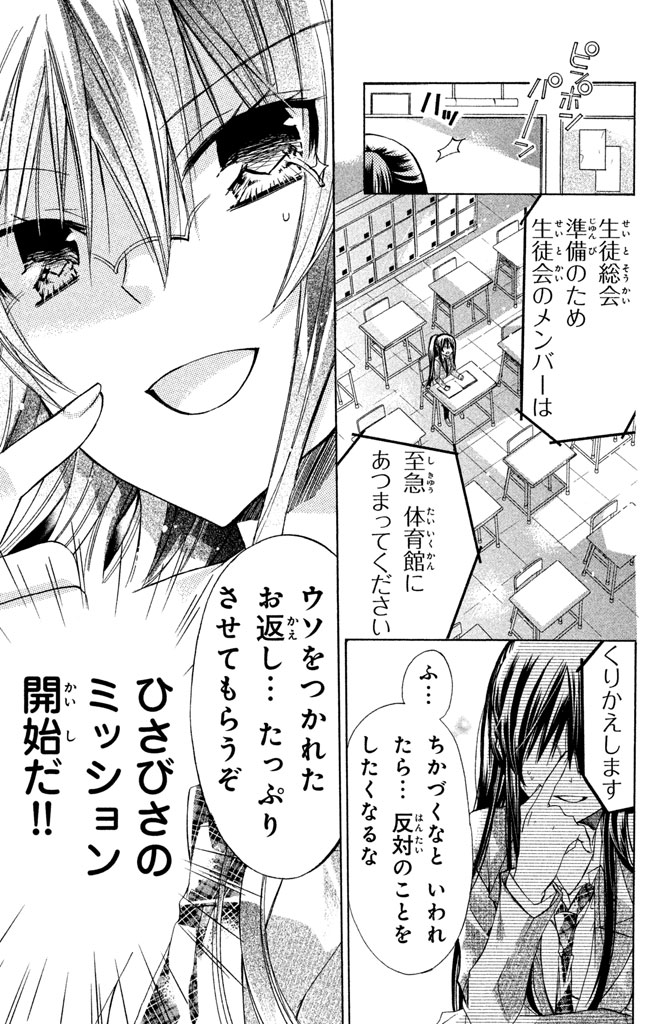 ピンポン
パーン
ハッ
生徒総会
準備のため
生徒会のメンバーは
至急 体育館に
あつまってください
くりかえします
ふ…
ちかづくなと いわれ
たら… 反対のことを
したくなるな
ウソをつかれた
お返し… たっぷり
させてもらうぞ
ひさびさの
ミッション
開始だ!!